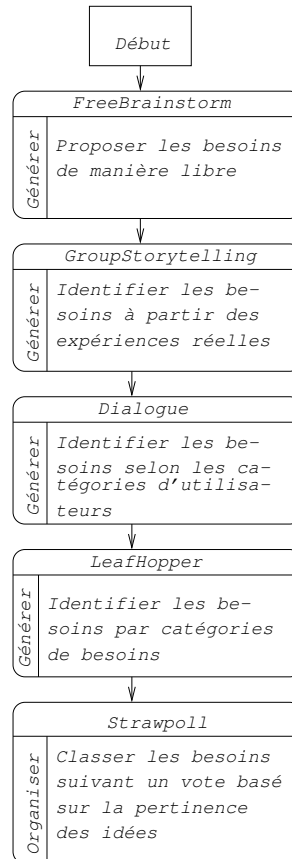 Début
FreeBrainstorm
Générer
Proposer les besoins
de manière libre
GroupStorytelling
Générer
Identifier les be-
soins à partir des
expériences réelles
Dialogue
Générer
Identifier les be-
soins selon les ca-
tégories d'utilisa-
teurs
LeafHopper
Générer
Identifier les be-
soins par catégories
de besoins
Strawpoll
Organiser
Classer les besoins
suivant un vote basé
sur la pertinence
des idées